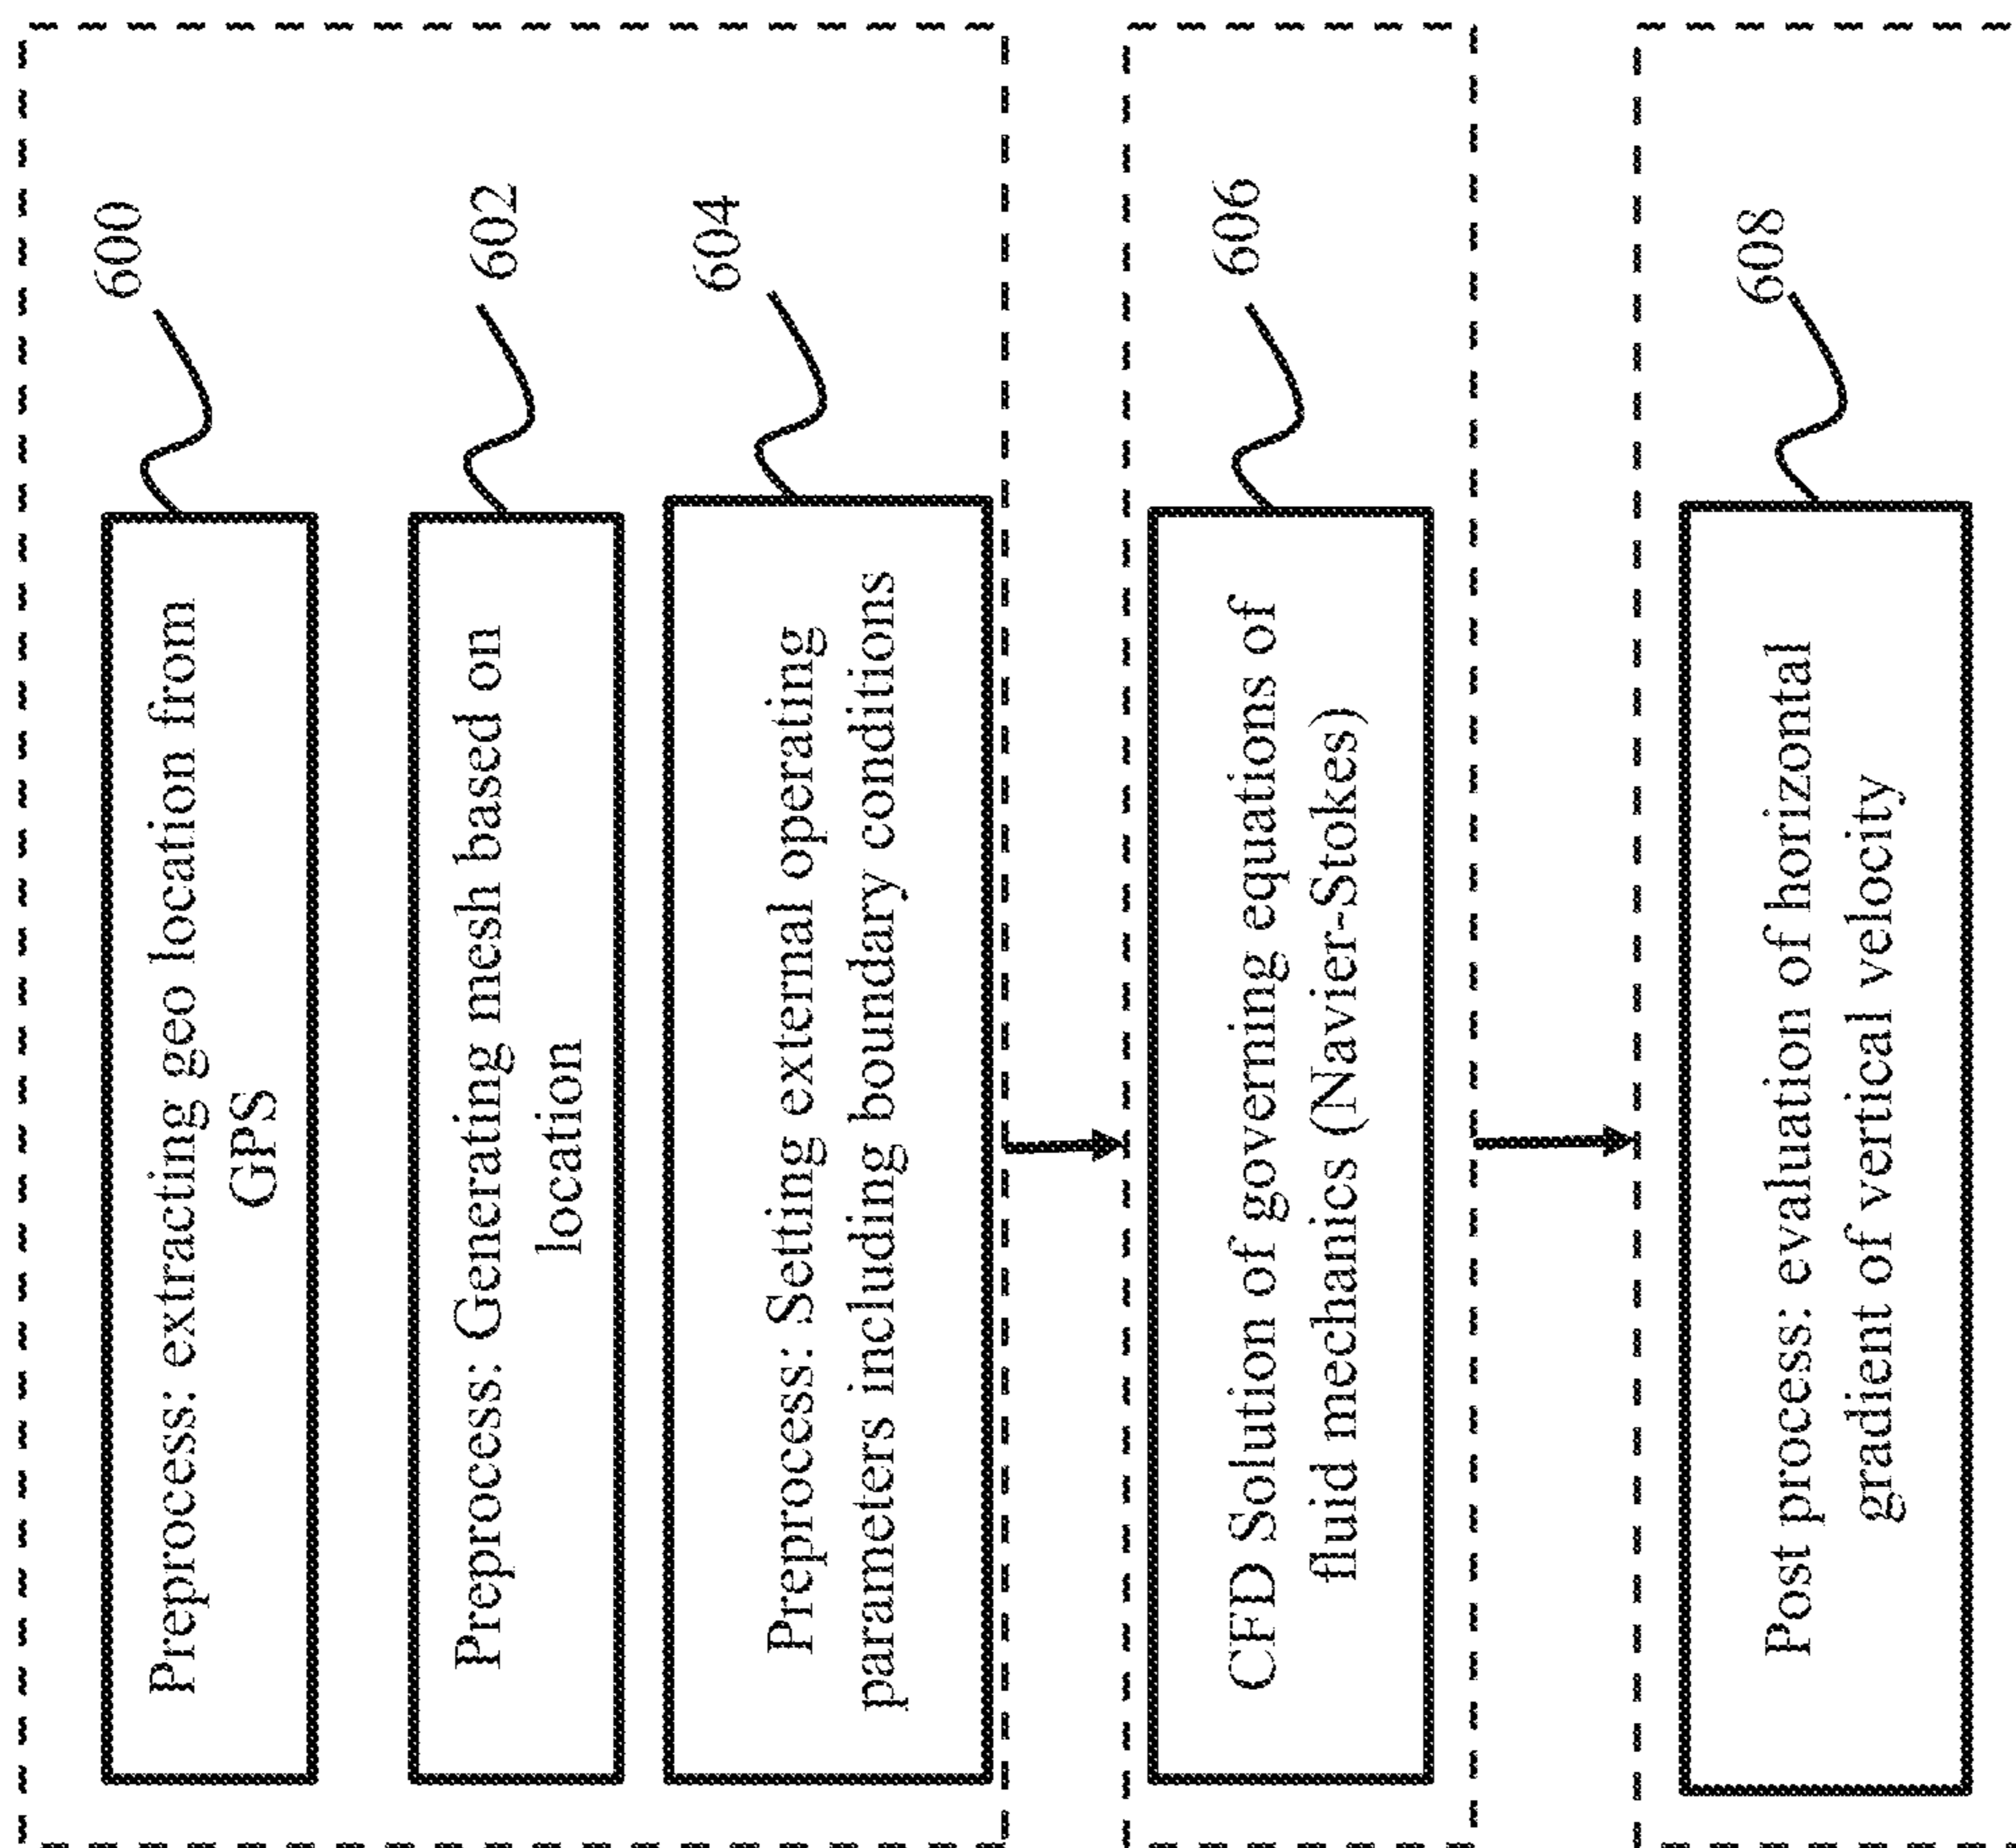 600
Preprocess: extracting geo location from
GPS
602
Preprocess: Generating mesh based on
location
604
Preprocess: Setting external operating
parameters including boundary conditions
606
CFD Solution of governing equations of
fluid mechanics (Navier-Stokes)
608
Post process: evaluation of horizontal
gradient of vertical velocity